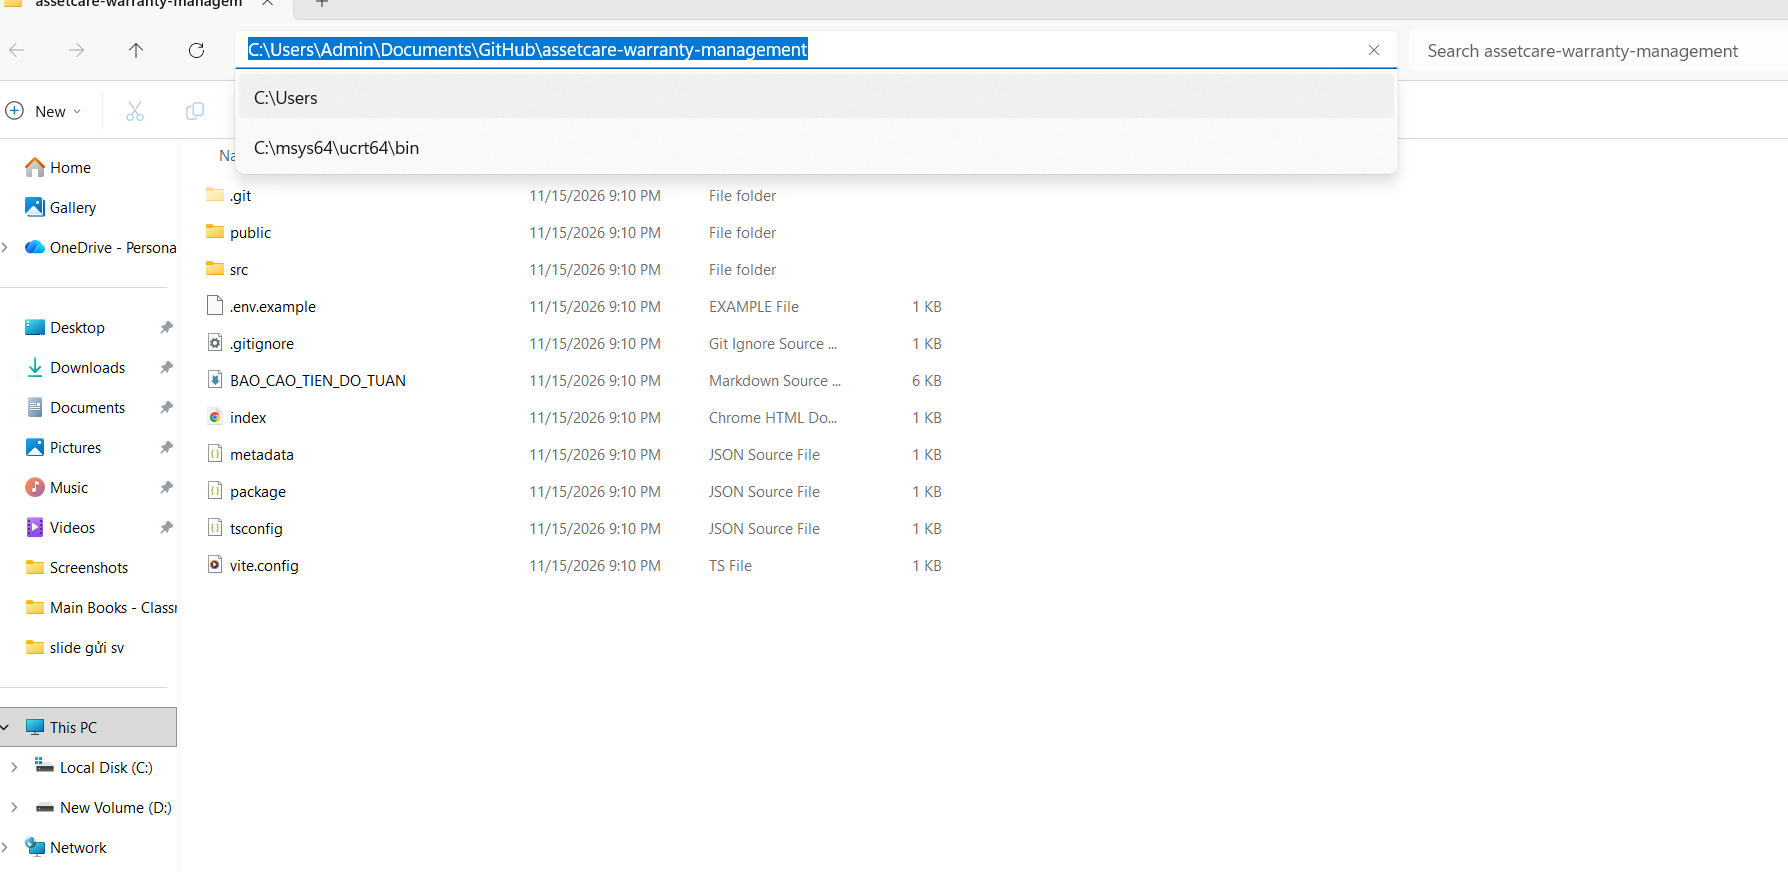 assetcare-warranty-managem
C:\Users\Admin\Documents\GitHub\assetcare-warranty-management
Search assetcare-warranty-management
C:\Users
C:\msys64\ucrt64\bin
New
Home
Gallery
OneDrive - Persona
Desktop
Downloads
Documents
Pictures
Music
Videos
Screenshots
Main Books - Classr
slide gửi sv
This PC
Local Disk (C:)
New Volume (D:)
Network
Na
.git 11/15/2026 9:10 PM File folder
public 11/15/2026 9:10 PM File folder
src 11/15/2026 9:10 PM File folder
.env.example 11/15/2026 9:10 PM EXAMPLE File 1 KB
.gitignore 11/15/2026 9:10 PM Git Ignore Source ... 1 KB
BAO_CAO_TIEN_DO_TUAN 11/15/2026 9:10 PM Markdown Source ... 6 KB
index 11/15/2026 9:10 PM Chrome HTML Do... 1 KB
metadata 11/15/2026 9:10 PM JSON Source File 1 KB
package 11/15/2026 9:10 PM JSON Source File 1 KB
tsconfig 11/15/2026 9:10 PM JSON Source File 1 KB
vite.config 11/15/2026 9:10 PM TS File 1 KB